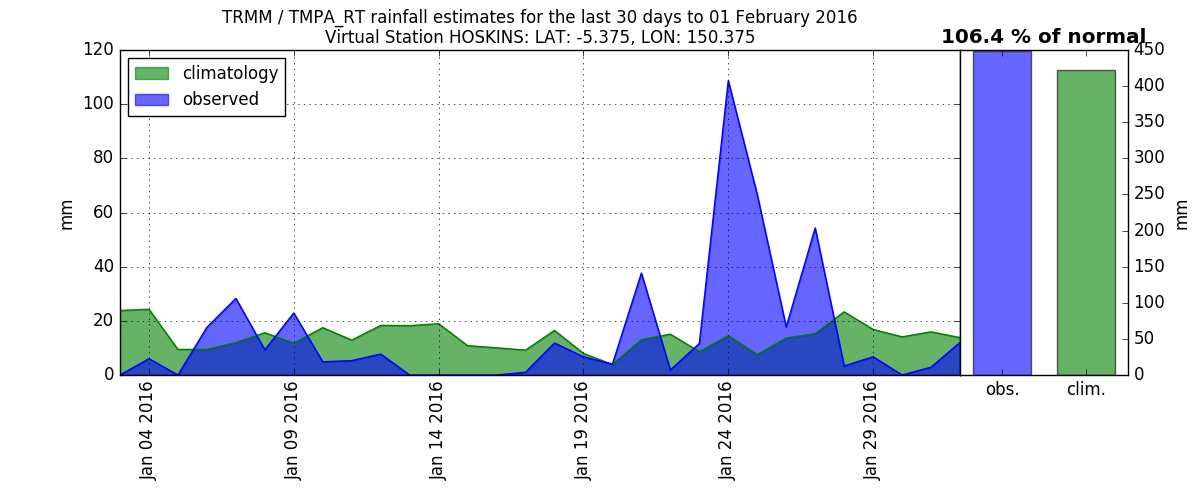 TRMM / TMPA_RT rainfall estimates for the last 30 days to 01 February 2016
Virtual Station HOSKINS: LAT: -5.375, LON: 150.375
106.4 % of normal
climatology
observed
120
100
80
60
40
20
0
mm
Jan 04 2016
Jan 09 2016
Jan 14 2016
Jan 19 2016
Jan 24 2016
Jan 29 2016
450
400
350
300
250
200
150
100
50
0
mm
obs.
clim.